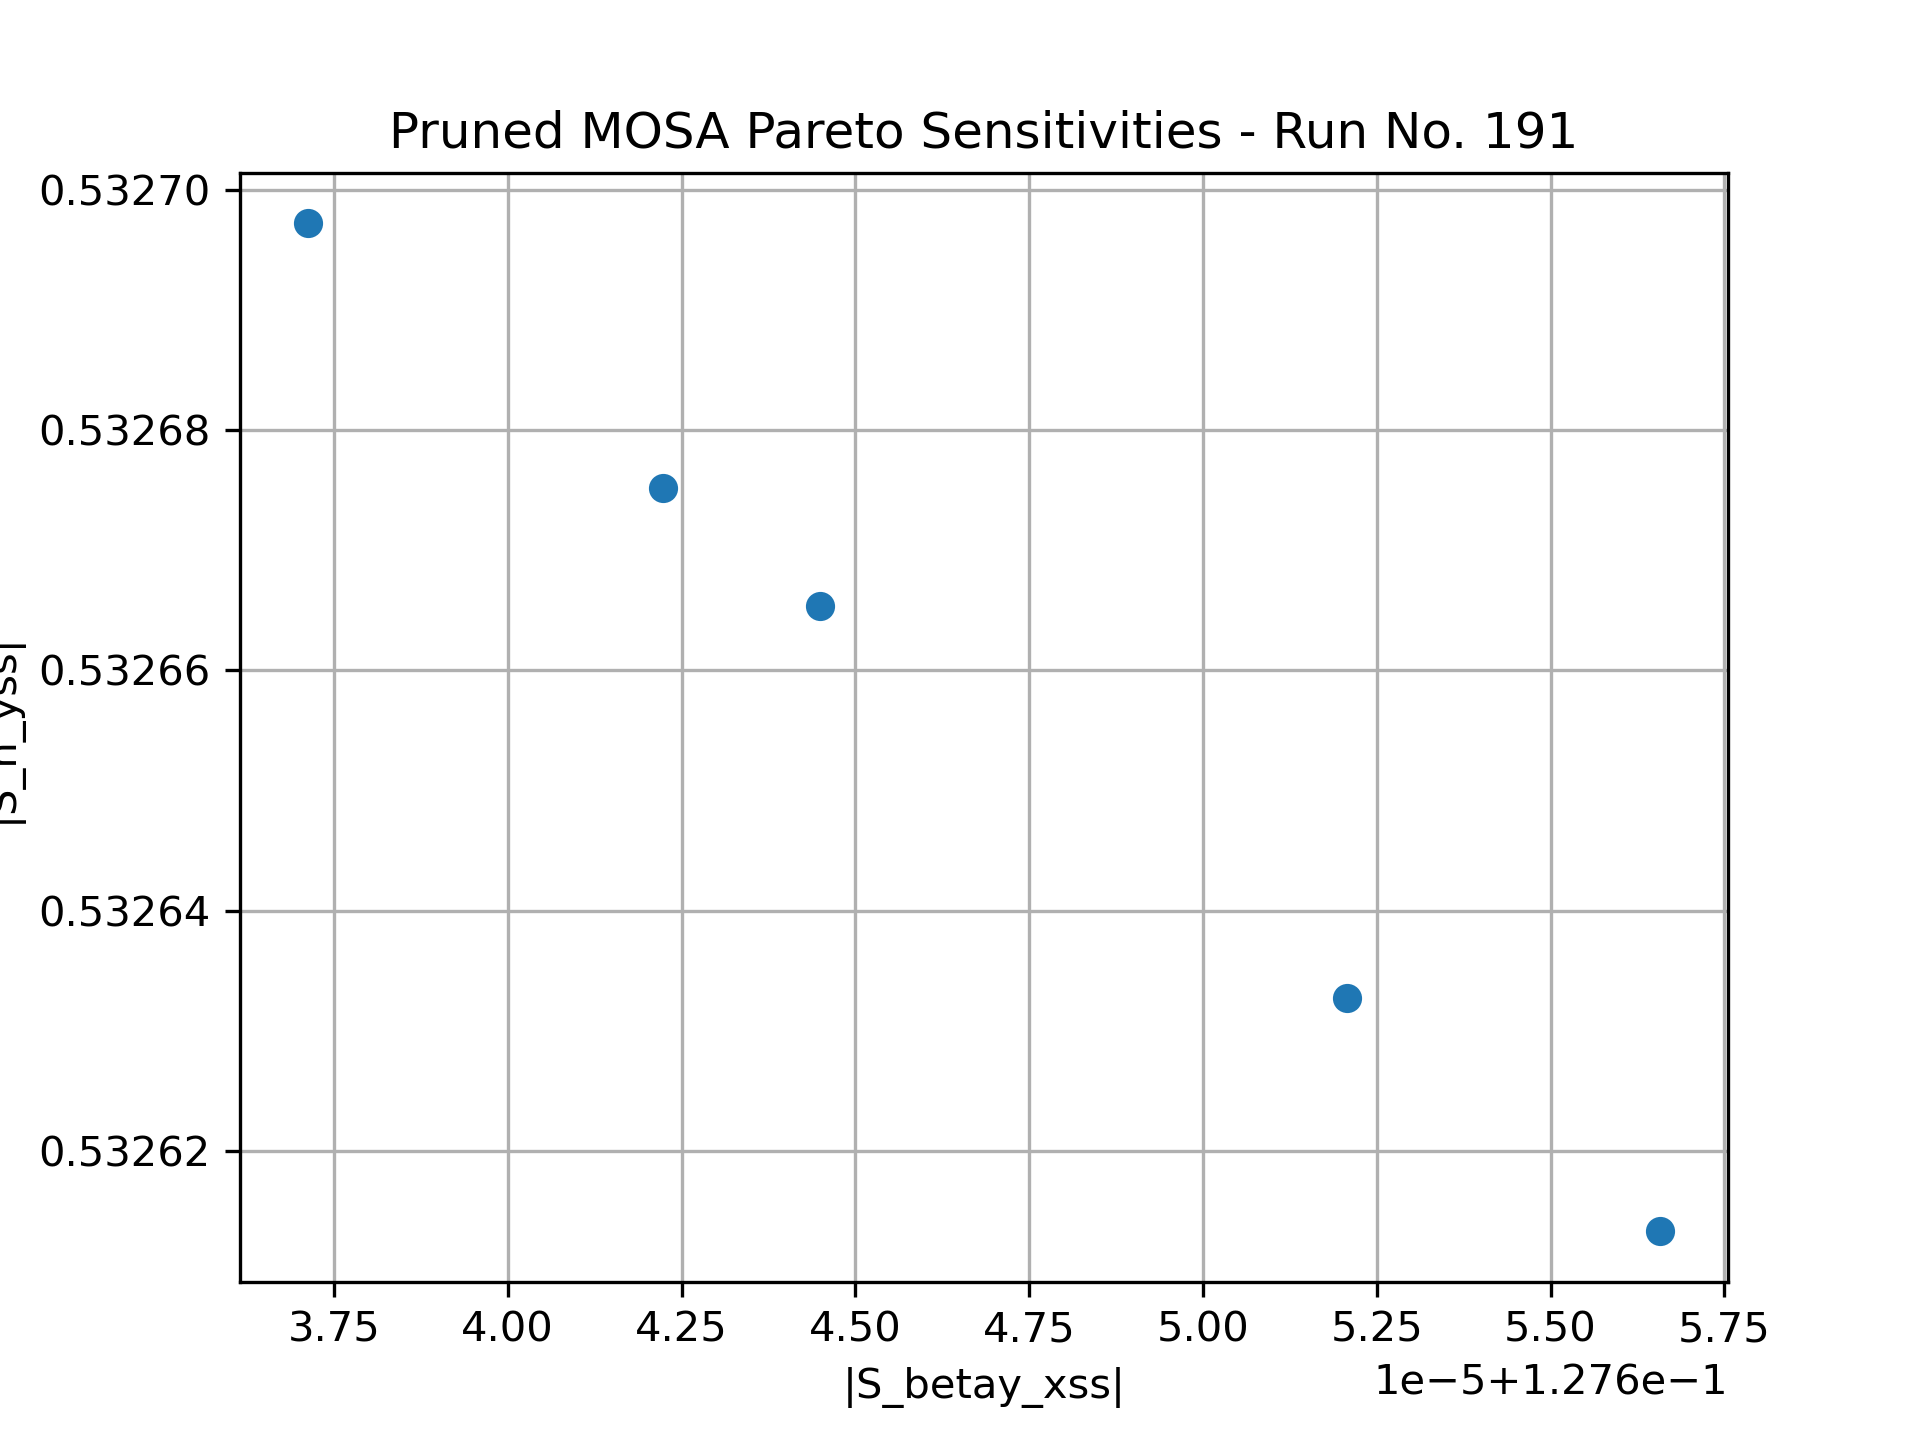 Pruned MOSA Pareto Sensitivities - Run No. 191
0.53270
0.53268
0.53266
0.53264
0.53262
3.75 4.00 4.25 4.50 4.75 5.00 5.25 5.50 5.75
|S_betay_xss|
1e−5+1.276e−1